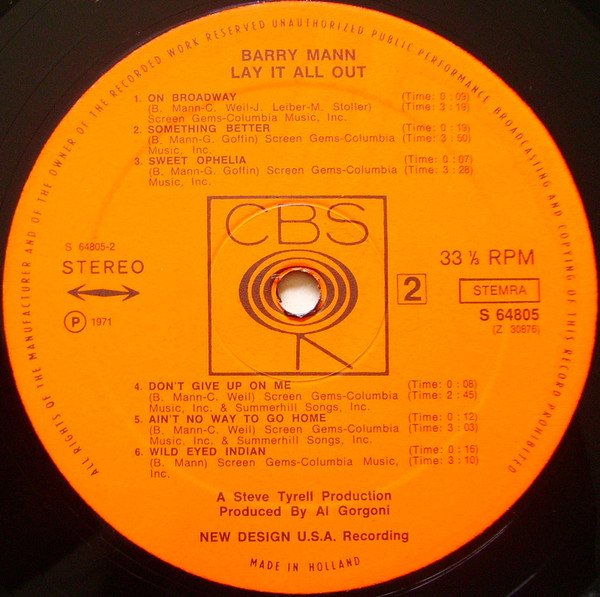 ALL RIGHTS OF THE MANUFACTURER AND OF THE OWNER OF THE RECORDED WORK RESERVED UNAUTHORIZED PUBLIC PERFORMANCE BROADCASTING AND COPYING OF THIS RECORD PROHIBITED
BARRY MANN
LAY IT ALL OUT
1. ON BROADWAY (Time: 0 : 09)
(B. Mann-C. Weil-J. Leiber-M. Stoller) (Time: 3 : 19)
Screen Gems-Columbia Music, Inc.
2. SOMETHING BETTER (Time: 0 : 19)
(B. Mann-G. Goffin) Screen Gems-Columbia (Time: 3 : 50)
Music, Inc.
3. SWEET OPHELIA (Time: 0 : 07)
(B. Mann-G. Goffin) Screen Gems-Columbia (Time: 3 : 28)
Music, Inc.
CBS
S 64805-2
STEREO
33 ⅓ RPM
2
STEMRA
S 64805
(Z 30876)
Ⓟ 1971
4. DON'T GIVE UP ON ME (Time: 0 : 08)
(B. Mann-C. Weil) Screen Gems-Columbia (Time: 2 : 45)
Music, Inc. & Summerhill Songs, Inc.
5. AIN'T NO WAY TO GO HOME (Time: 0 : 12)
(B. Mann-C. Weil) Screen Gems-Columbia (Time: 3 : 03)
Music, Inc. & Summerhill Songs, Inc.
6. WILD EYED INDIAN (Time: 0 : 16)
(B. Mann) Screen Gems-Columbia Music, (Time: 3 : 10)
Inc.
A Steve Tyrell Production
Produced By Al Gorgoni
NEW DESIGN U.S.A. Recording
MADE IN HOLLAND